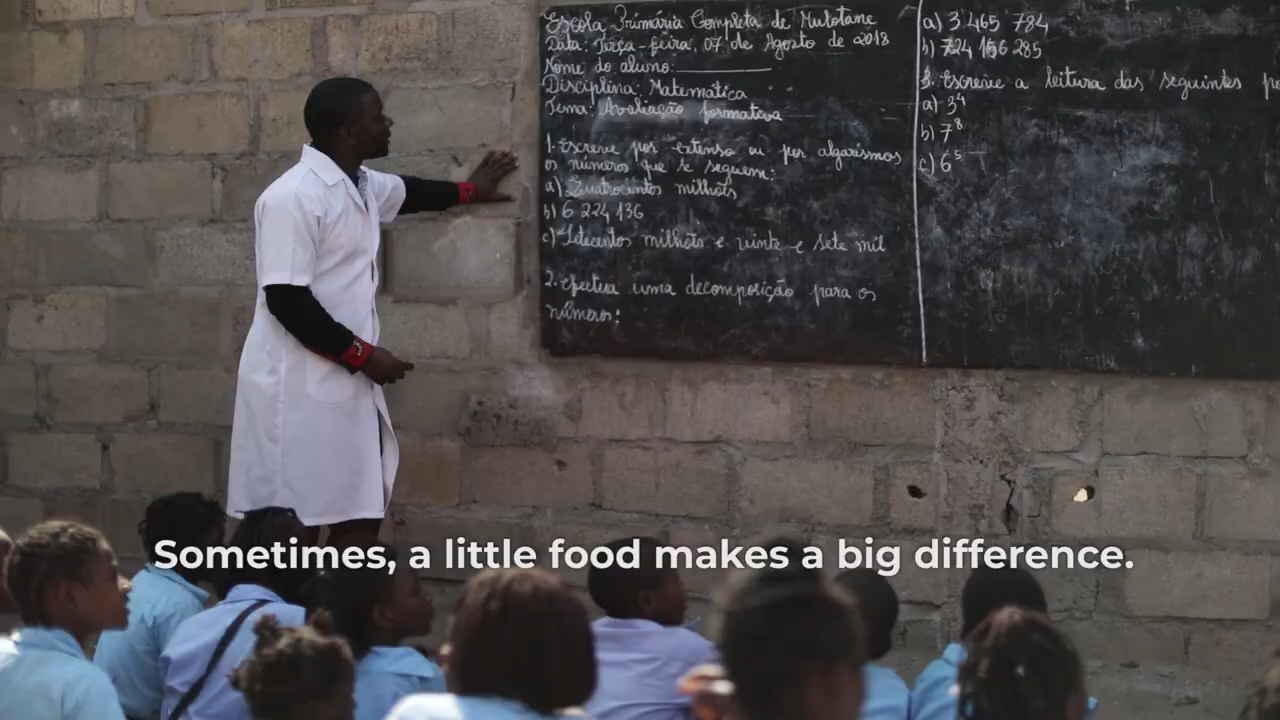 Escola Primária Completa de Mulotane
Data: Terça-feira, 07 de Agosto de 2018
Nome do aluno:
Disciplina: Matemática
Tema: Avaliação formativa
1. Escreve por extenso ou por algarismos
os números que se seguem:
a) Quatrocentos milhões
b) 6 224 136
c) Setecentos milhões e vinte e sete mil
2. Efectua uma decomposição para os
números:
a) 3 465 784
b) 724 156 285
3. Escreve a leitura das seguintes po
a) 3⁴
b) 7⁸
c) 6⁵
Sometimes, a little food makes a big difference.